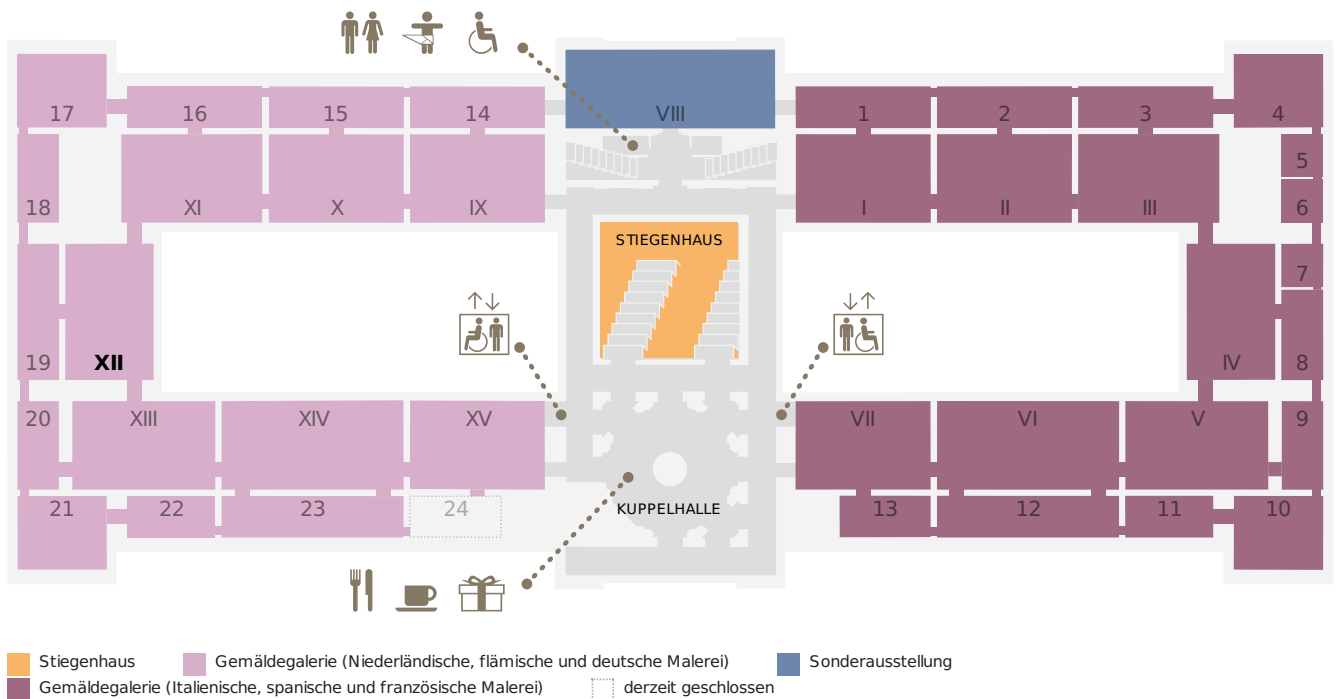 17
16
15
14
VIII
1
2
3
4
5
18
XI
X
IX
I
II
III
6
STIEGENHAUS
7
19
XII
IV
8
20
XIII
XIV
XV
VII
VI
V
9
21
22
23
24
KUPPELHALLE
13
12
11
10
Stiegenhaus
Gemäldegalerie (Niederländische, flämische und deutsche Malerei)
Sonderausstellung
Gemäldegalerie (Italienische, spanische und französische Malerei)
derzeit geschlossen